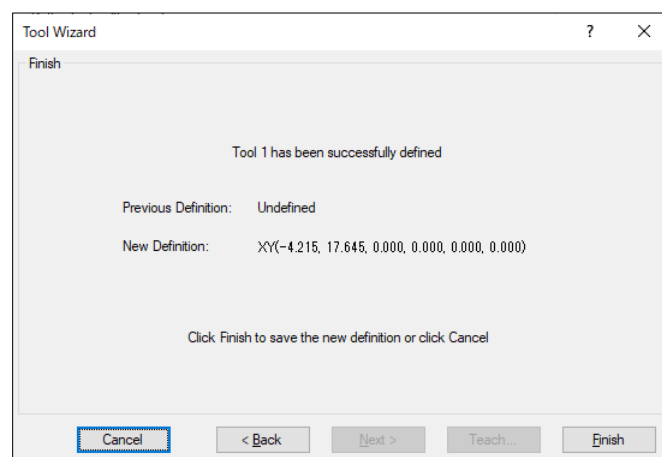 Tool Wizard
?
Finish
Tool 1 has been successfully defined
Previous Definition: Undefined
New Definition: XY(-4.215, 17.645, 0.000, 0.000, 0.000, 0.000)
Click Finish to save the new definition or click Cancel
Cancel < Back Next > Teach... Finish